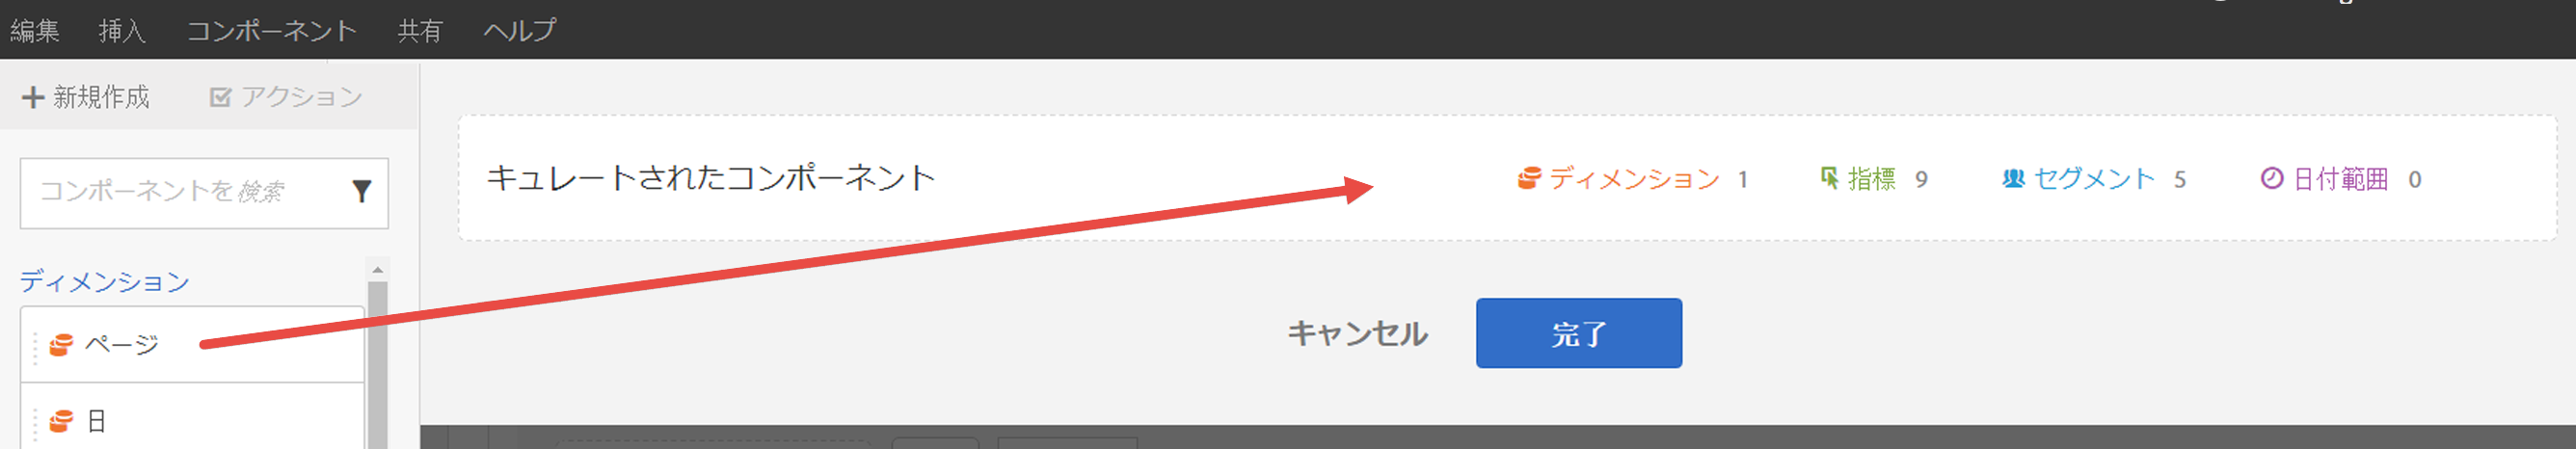 編集 挿入 コンポーネント 共有 ヘルプ
新規作成 アクション
コンポーネントを検索
キュレートされたコンポーネント ディメンション 1 指標 9 セグメント 5 日付範囲 0
ディメンション
ページ
キャンセル 完了
日